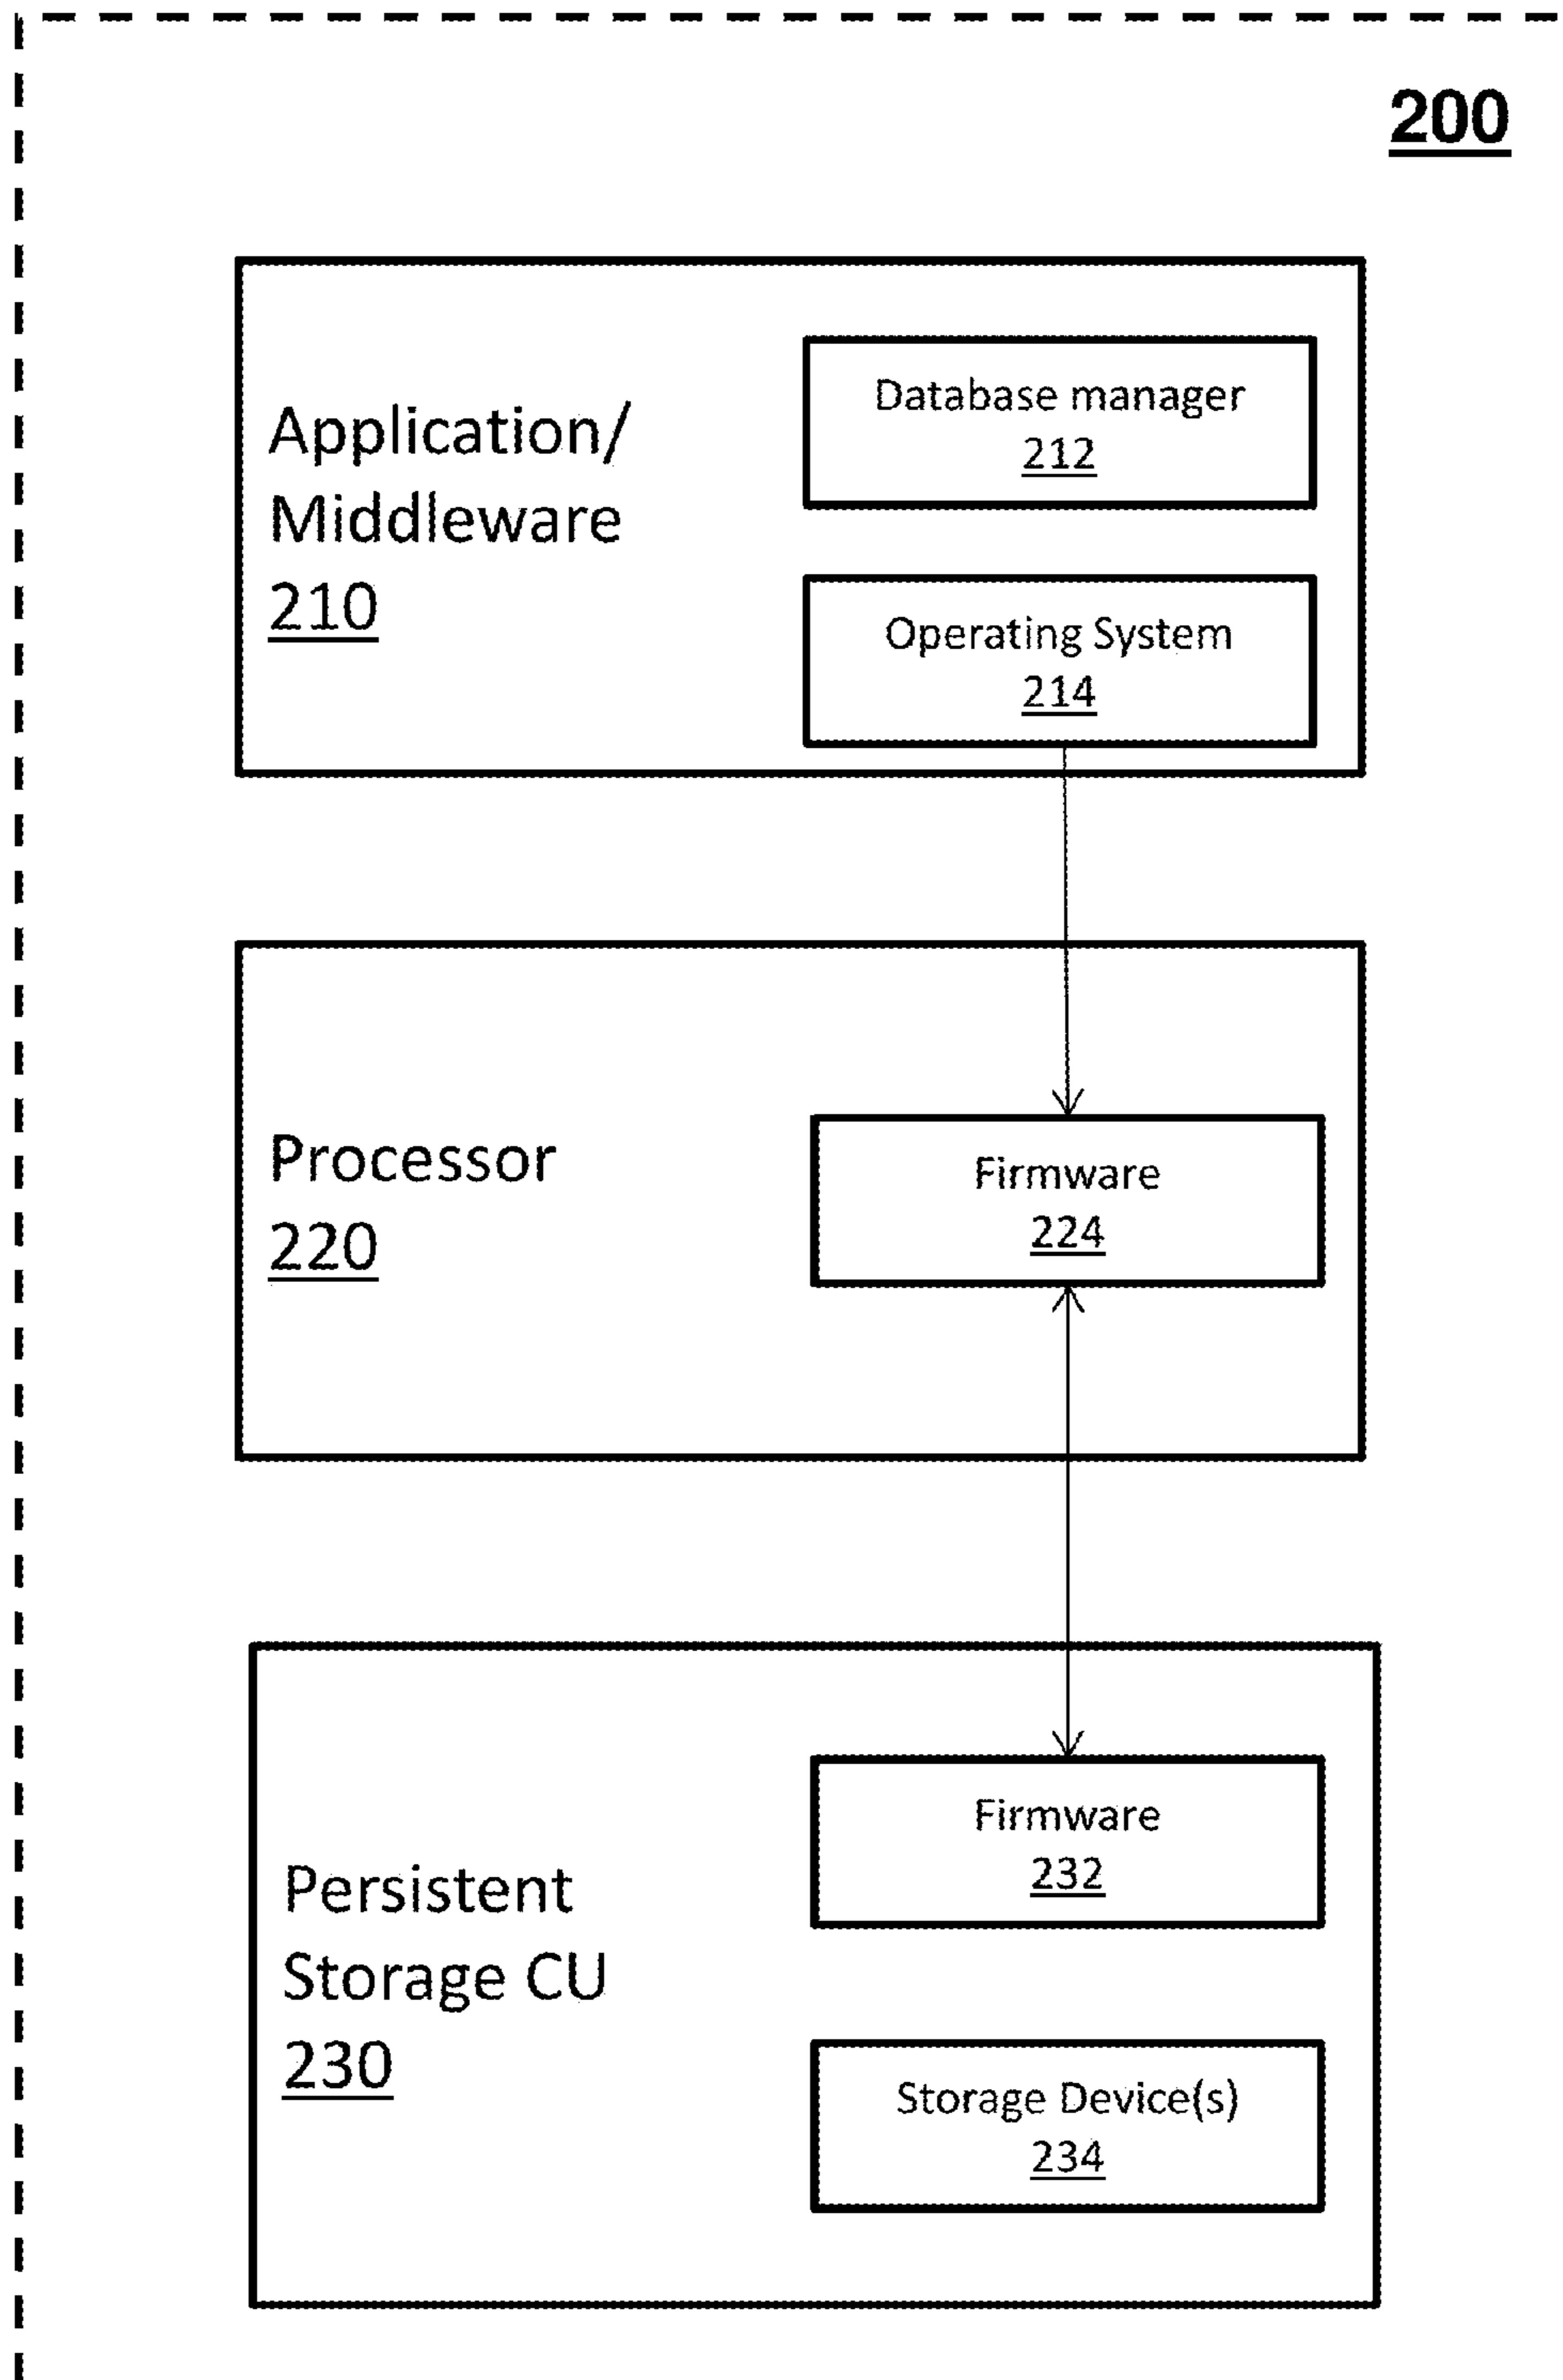 200
Application/
Middleware
210
Database manager
212
Operating System
214
Processor
220
Firmware
224
Persistent
Storage CU
230
Firmware
232
Storage Device(s)
234